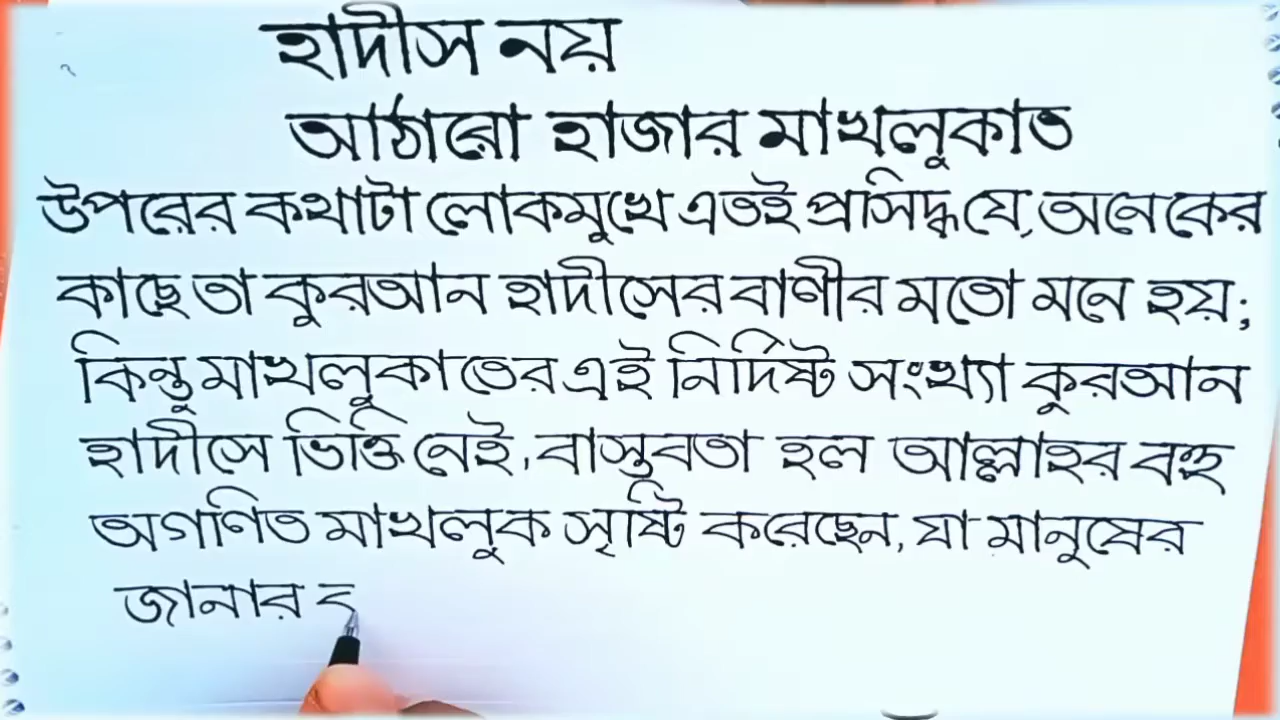 হাদীস নয়
আঠারো হাজার মাখলুকাত
উপরের কথাটা লোকমুখে এতই প্রসিদ্ধ যে, অনেকের
কাছে তা কুরআন হাদীসের বাণীর মতো মনে হয়;
কিন্তু মাখলুকাতের এই নির্দিষ্ট সংখ্যা কুরআন
হাদীসে ভিত্তি নেই, বাস্তবতা হল আল্লাহর বহু
অগণিত মাখলুক সৃষ্টি করেছেন, যা মানুষের
জানার